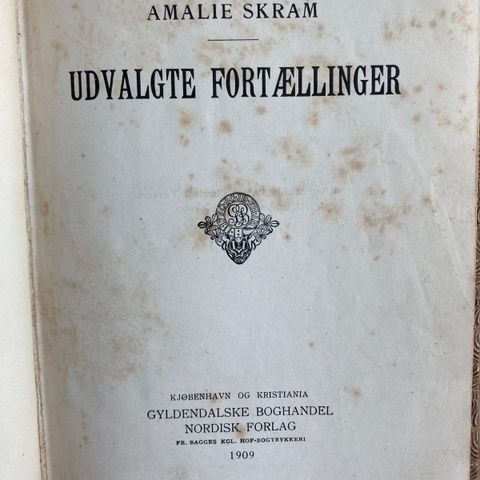 AMALIE SKRAM
UDVALGTE FORTÆLLINGER
KJØBENHAVN OG KRISTIANIA
GYLDENDALSKE BOGHANDEL
NORDISK FORLAG
FR. BAGGES KGL. HOF-BOGTRYKKERI
1909